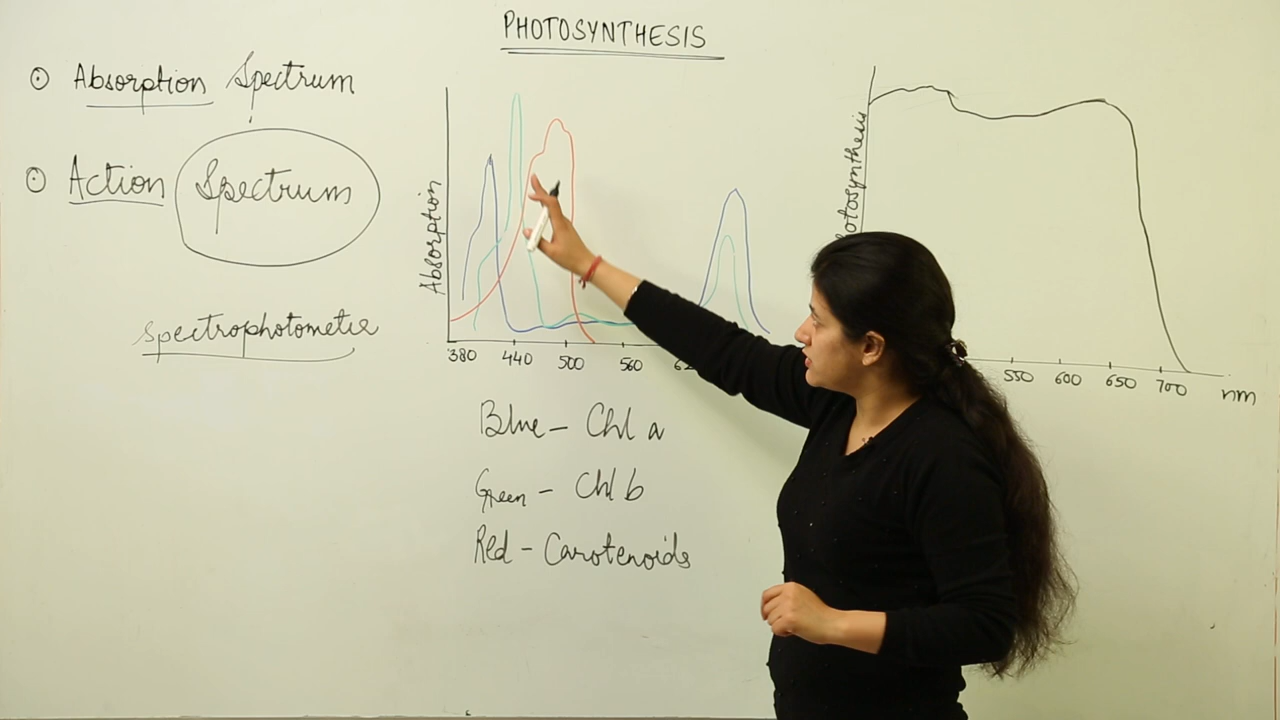 PHOTOSYNTHESIS
Absorption Spectrum
Action Spectrum
spectrophotometer
Absorption
380 440 500 560
Blue - Chl a
Green - Chl b
Red - Carotenoids
550 600 650 700 nm